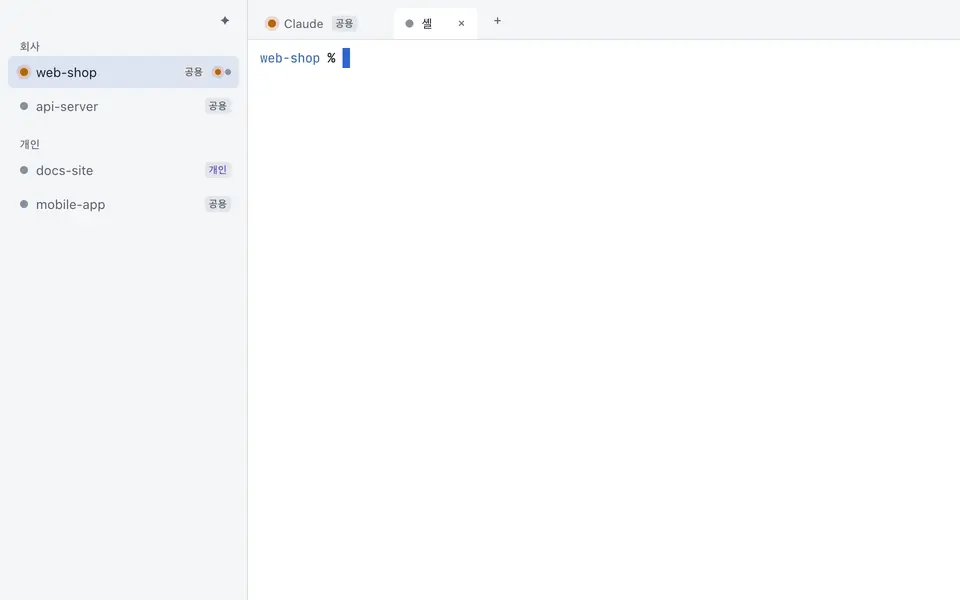 ✦
회사
web-shop 공용
api-server 공용
개인
docs-site 개인
mobile-app 공용
Claude 공용
셸 × +
web-shop %